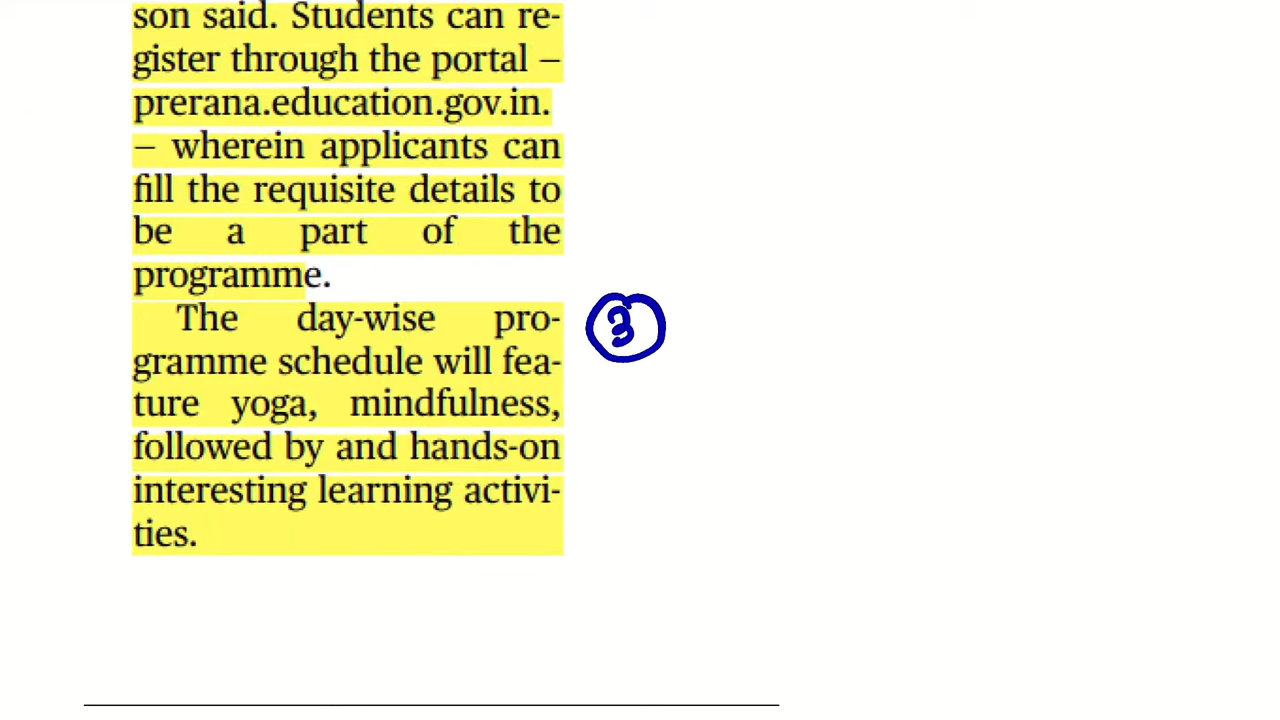 son said. Students can re-
gister through the portal –
prerana.education.gov.in.
– wherein applicants can
fill the requisite details to
be a part of the
programme.
The day-wise pro-
gramme schedule will fea-
ture yoga, mindfulness,
followed by and hands-on
interesting learning activi-
ties.
3